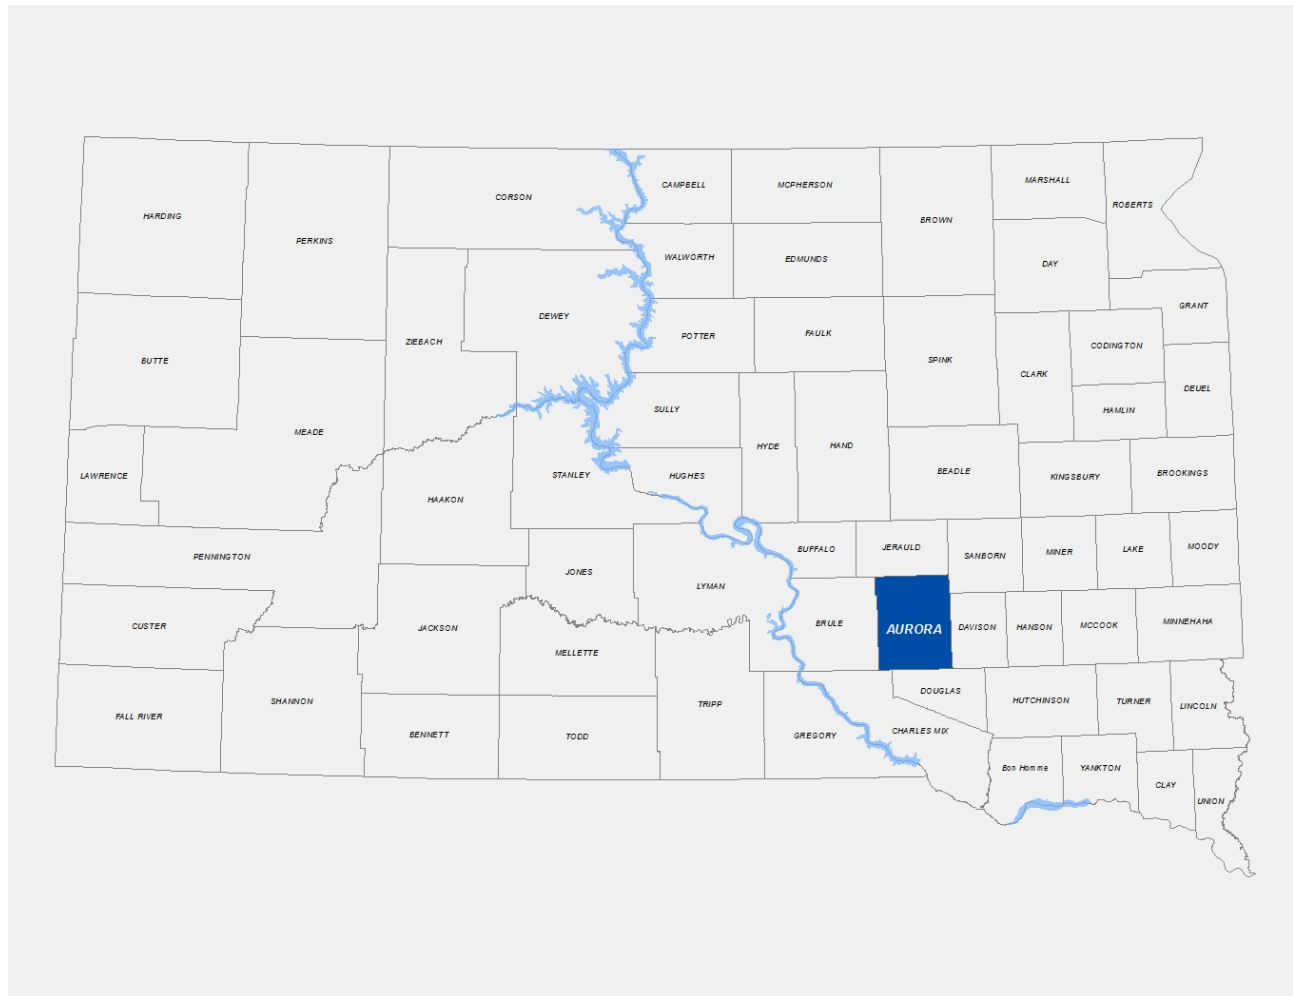 CORSON
CAMPBELL
MCPHERSON
MARSHALL
ROBERTS
HARDING
BROWN
PERKINS
WALWORTH
EDMUNDS
DAY
GRANT
DEWEY
ZIEBACH
POTTER
FAULK
SPINK
CODINGTON
BUTTE
CLARK
DEUEL
SULLY
HAMLIN
MEADE
HYDE
HAND
LAWRENCE
STANLEY
HUGHES
BEADLE
KINGSBURY
BROOKINGS
HAAKON
PENNINGTON
BUFFALO
JERAULD
SANBORN
MINER
LAKE
MOODY
JONES
LYMAN
CUSTER
JACKSON
BRULE
AURORA
DAVISON
HANSON
MCCOOK
MINNEHAHA
MELLETTE
SHANNON
TRIPP
DOUGLAS
HUTCHINSON
TURNER
LINCOLN
FALL RIVER
BENNETT
TODD
GREGORY
CHARLES MIX
Bon Homme
YANKTON
CLAY
UNION